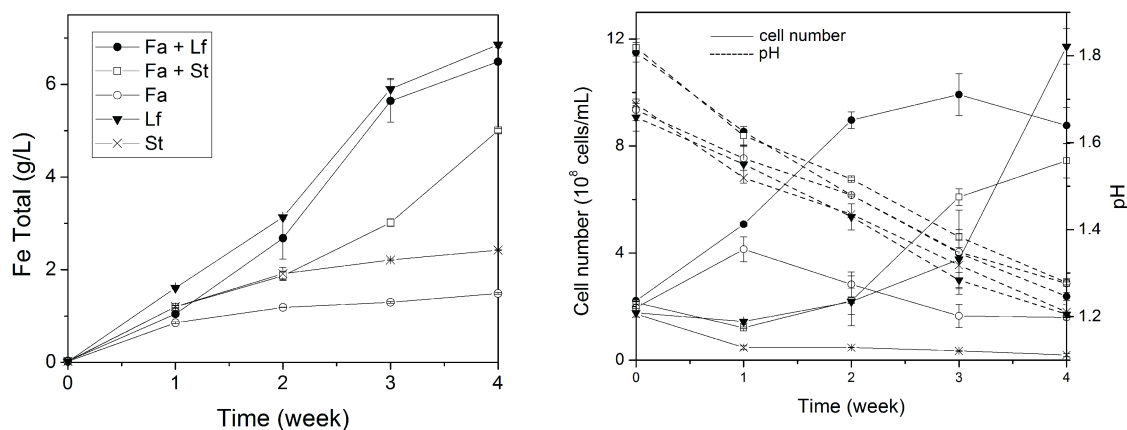 Fe Total (g/L)
6
4
2
0
Fa + Lf
Fa + St
Fa
Lf
St
0 1 2 3 4
Time (week)
Cell number (10⁸ cells/mL)
12
8
4
0
cell number
pH
1.8
1.6
1.4
1.2
pH
0 1 2 3 4
Time (week)